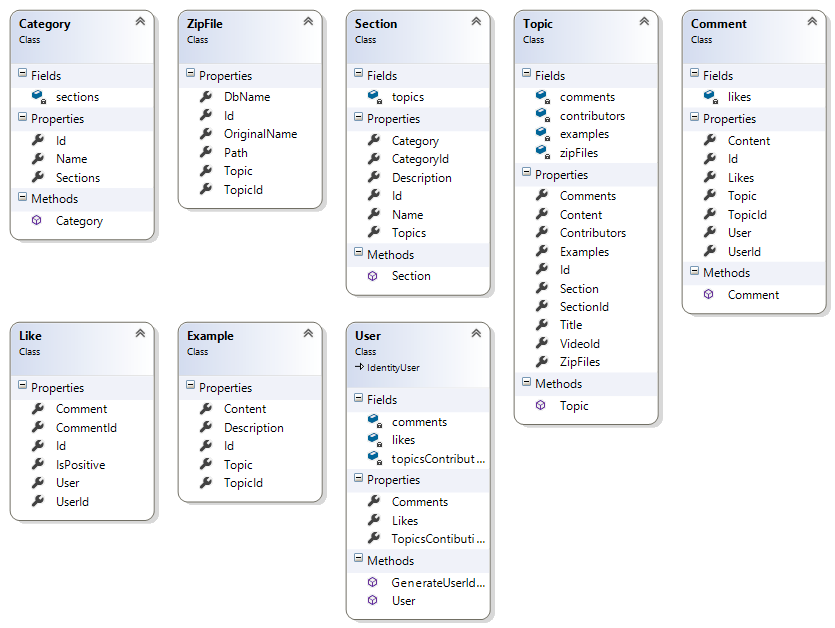 Category
Class
Fields
sections
Properties
Id
Name
Sections
Methods
Category
ZipFile
Class
Properties
DbName
Id
OriginalName
Path
Topic
TopicId
Section
Class
Fields
topics
Properties
Category
CategoryId
Description
Id
Name
Topics
Methods
Section
Topic
Class
Fields
comments
contributors
examples
zipFiles
Properties
Comments
Content
Contributors
Examples
Id
Section
SectionId
Title
VideoId
ZipFiles
Methods
Topic
Comment
Class
Fields
likes
Properties
Content
Id
Likes
Topic
TopicId
User
UserId
Methods
Comment
Like
Class
Properties
Comment
CommentId
Id
IsPositive
User
UserId
Example
Class
Properties
Content
Description
Id
Topic
TopicId
User
Class
IdentityUser
Fields
comments
likes
topicsContribut...
Properties
Comments
Likes
TopicsContibuti...
Methods
GenerateUserId...
User